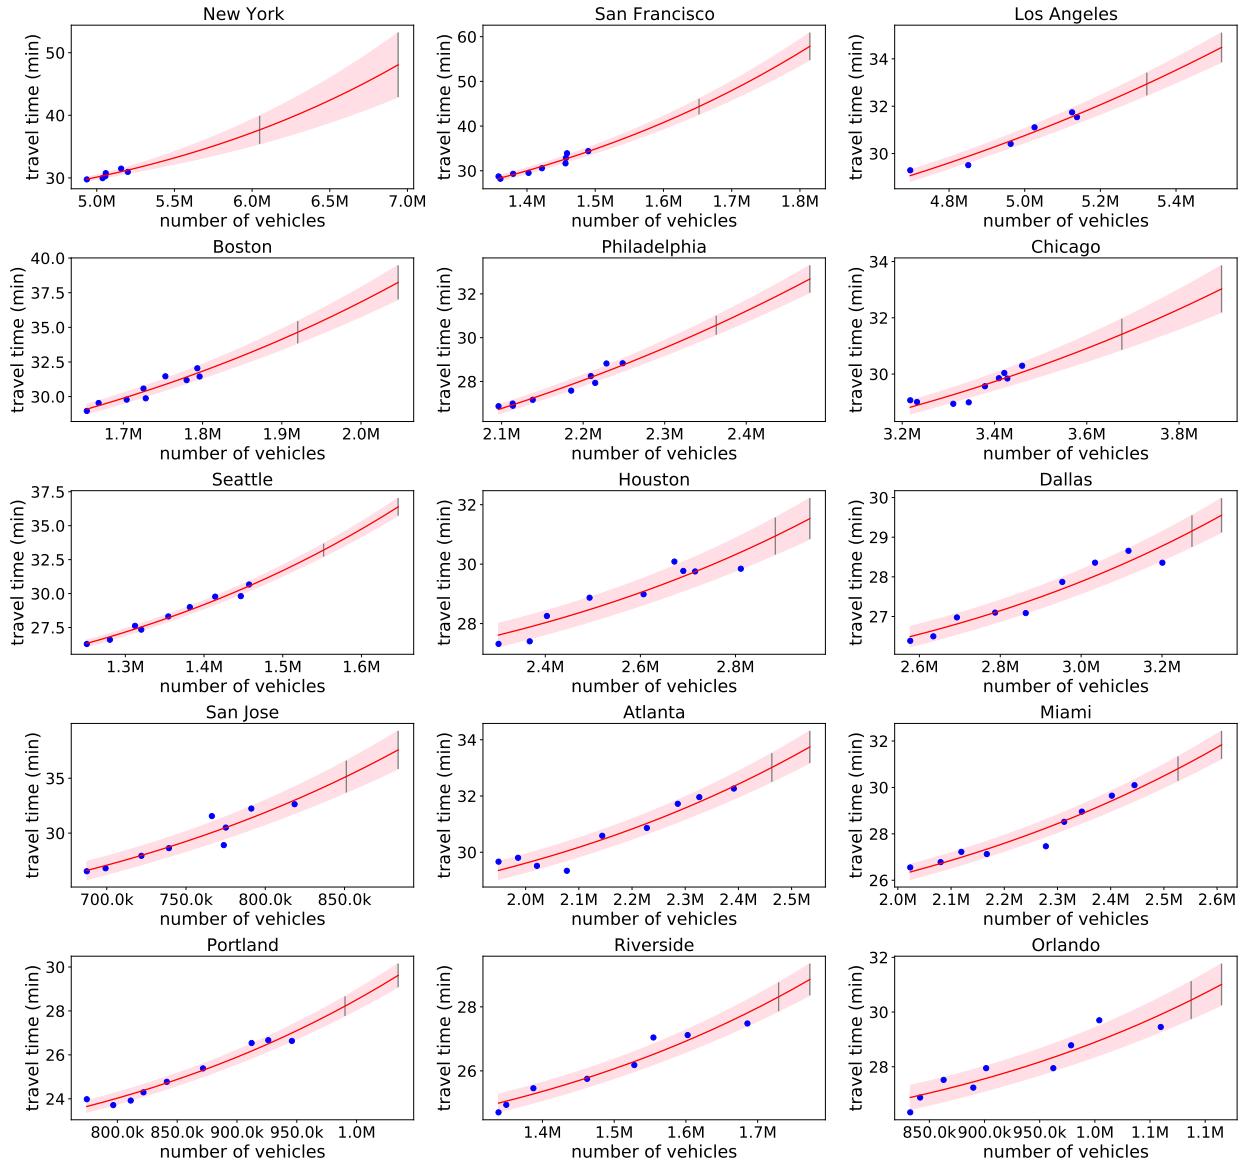 New York
San Francisco
Los Angeles
travel time (min)
50
40
30
5.0M 5.5M 6.0M 6.5M 7.0M
number of vehicles
travel time (min)
60
50
40
30
1.4M 1.5M 1.6M 1.7M 1.8M
number of vehicles
travel time (min)
34
32
30
4.8M 5.0M 5.2M 5.4M
number of vehicles
Boston
Philadelphia
Chicago
travel time (min)
40.0
37.5
35.0
32.5
30.0
1.7M 1.8M 1.9M 2.0M
number of vehicles
travel time (min)
32
30
28
2.1M 2.2M 2.3M 2.4M
number of vehicles
travel time (min)
34
32
30
3.2M 3.4M 3.6M 3.8M
number of vehicles
Seattle
Houston
Dallas
travel time (min)
37.5
35.0
32.5
30.0
27.5
1.3M 1.4M 1.5M 1.6M
number of vehicles
travel time (min)
32
30
28
2.4M 2.6M 2.8M
number of vehicles
travel time (min)
30
29
28
27
2.6M 2.8M 3.0M 3.2M
number of vehicles
San Jose
Atlanta
Miami
travel time (min)
35
30
700.0k 750.0k 800.0k 850.0k
number of vehicles
travel time (min)
34
32
30
2.0M 2.1M 2.2M 2.3M 2.4M 2.5M
number of vehicles
travel time (min)
32
30
28
26
2.0M 2.1M 2.2M 2.3M 2.4M 2.5M 2.6M
number of vehicles
Portland
Riverside
Orlando
travel time (min)
30
28
26
24
800.0k 850.0k 900.0k 950.0k 1.0M
number of vehicles
travel time (min)
28
26
1.4M 1.5M 1.6M 1.7M
number of vehicles
travel time (min)
32
30
28
850.0k 900.0k 950.0k 1.0M 1.1M 1.1M
number of vehicles